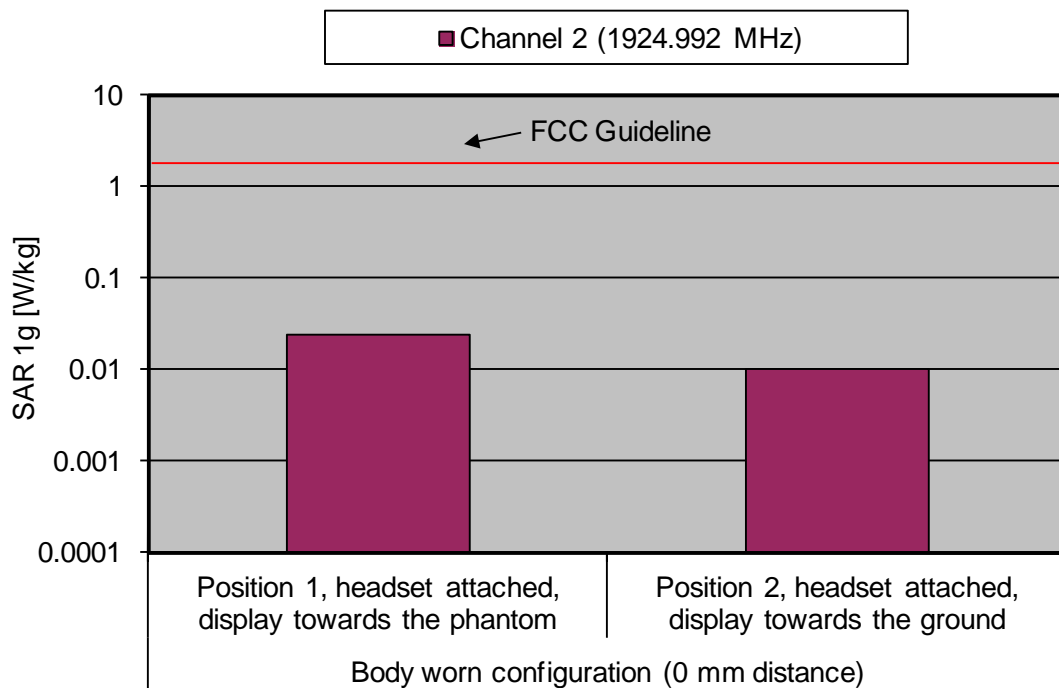 Channel 2 (1924.992 MHz)
10
FCC Guideline
1
0.1
0.01
0.001
0.0001
SAR 1g [W/kg]
Position 1, headset attached,
display towards the phantom
Position 2, headset attached,
display towards the ground
Body worn configuration (0 mm distance)